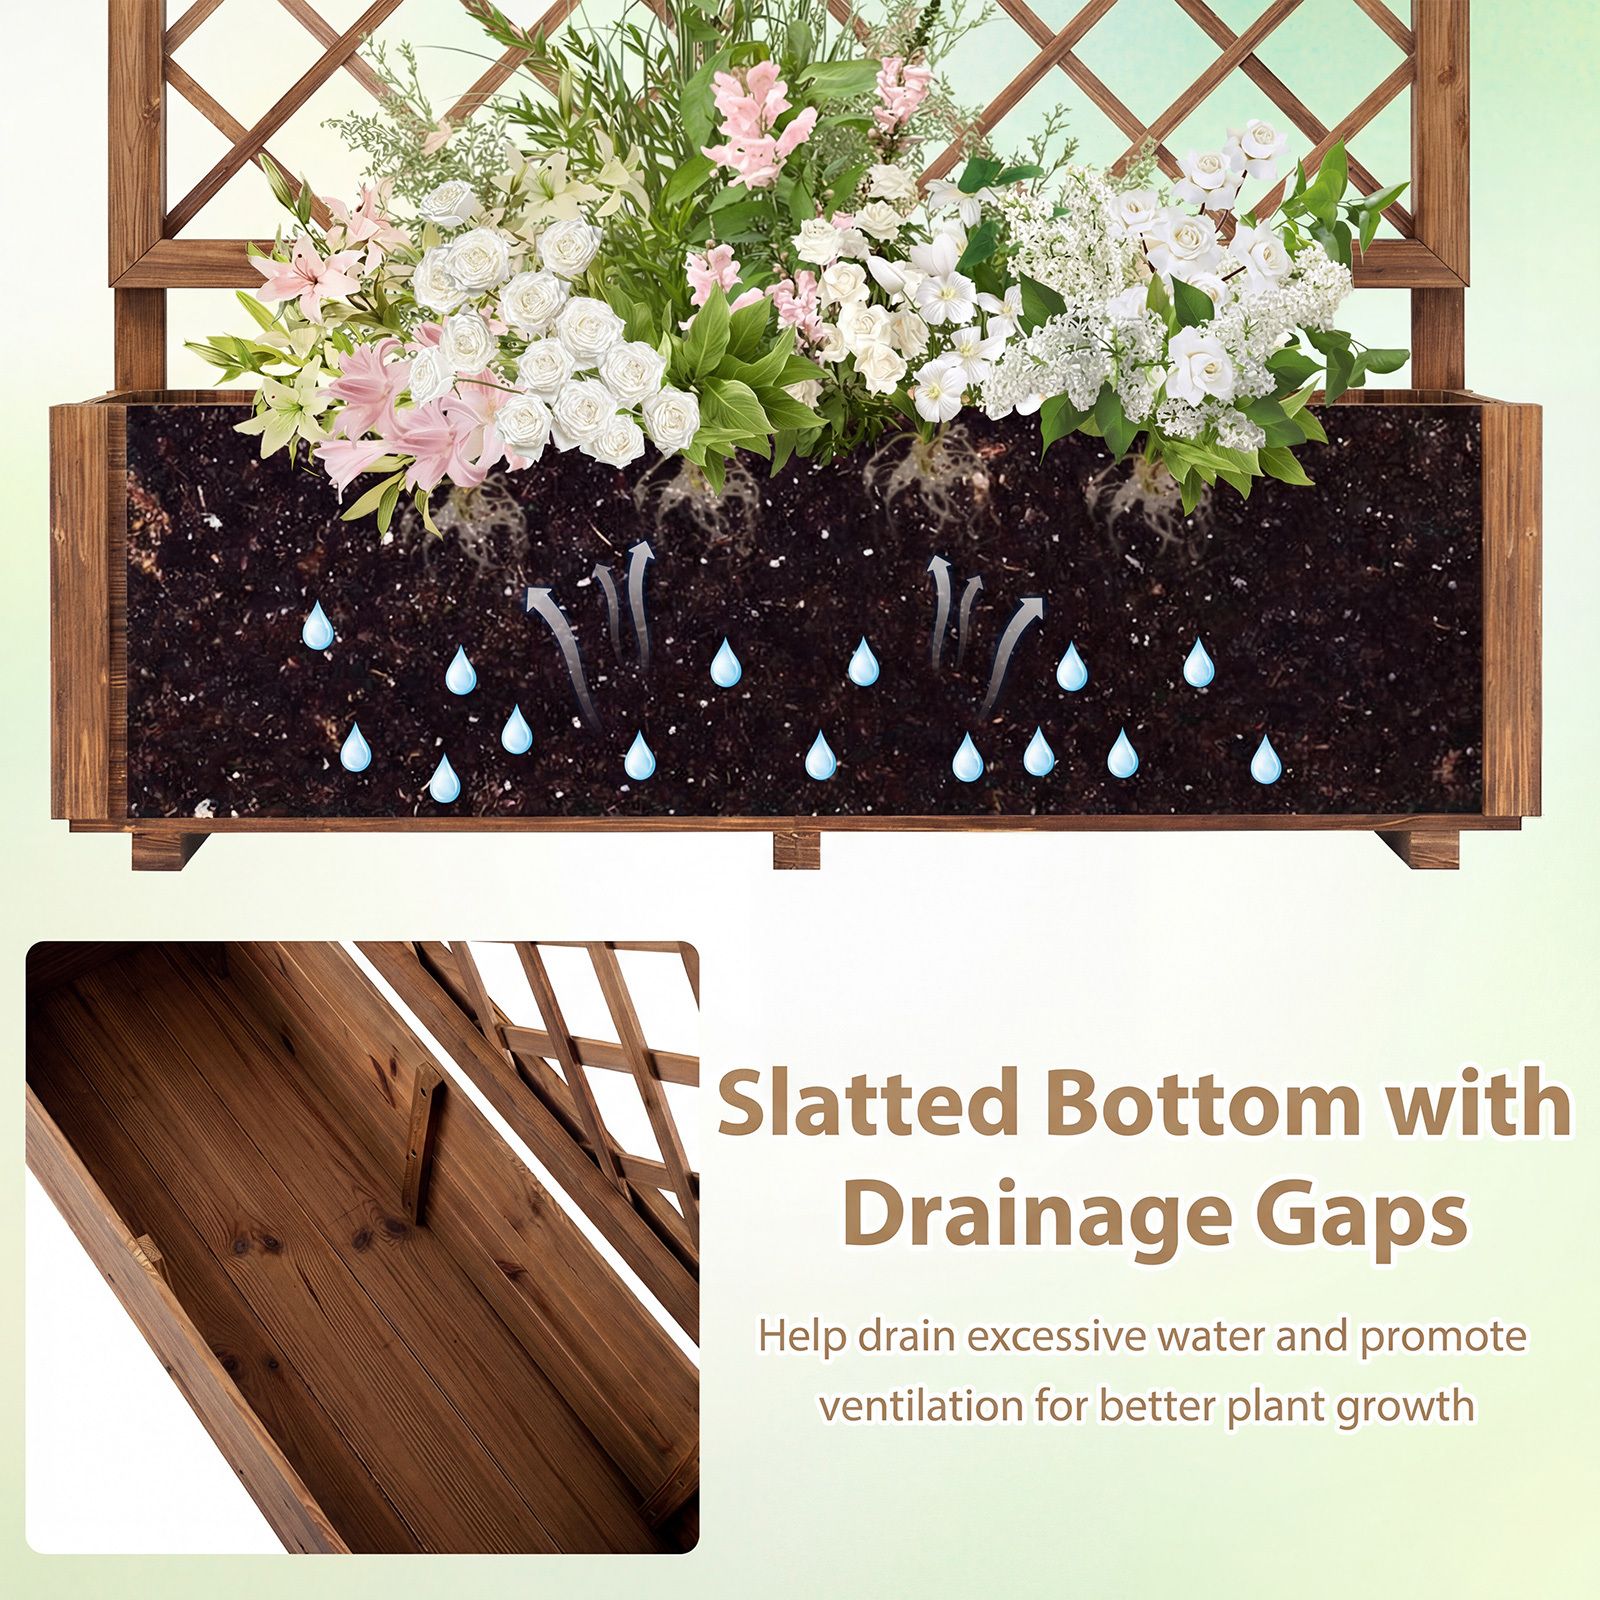 Slatted Bottom with
Drainage Gaps
Help drain excessive water and promote
ventilation for better plant growth